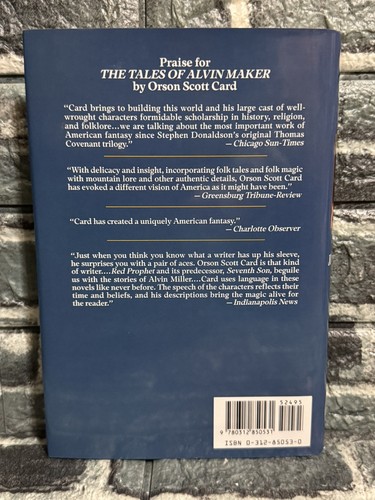 Praise for
THE TALES OF ALVIN MAKER
by Orson Scott Card
"Card brings to building this world and his large cast of well-
wrought characters formidable scholarship in history, religion,
and folklore...we are talking about the most important work of
American fantasy since Stephen Donaldson's original Thomas
Covenant trilogy." — Chicago Sun-Times
"With delicacy and insight, incorporating folk tales and folk magic
with mountain lore and other authentic details, Orson Scott Card
has evoked a different vision of America as it might have been."
— Greensburg Tribune-Review
"Card has created a uniquely American fantasy."
— Charlotte Observer
"Just when you think you know what a writer has up his sleeve,
he surprises you with a pair of aces. Orson Scott Card is that kind
of writer....Red Prophet and its predecessor, Seventh Son, beguile
us with the stories of Alvin Miller....Card uses language in these
novels like never before. The speech of the characters reflects their
time and beliefs, and his descriptions bring the magic alive for
the reader." — Indianapolis News
52495
9 780312 850531
ISBN 0-312-85053-0